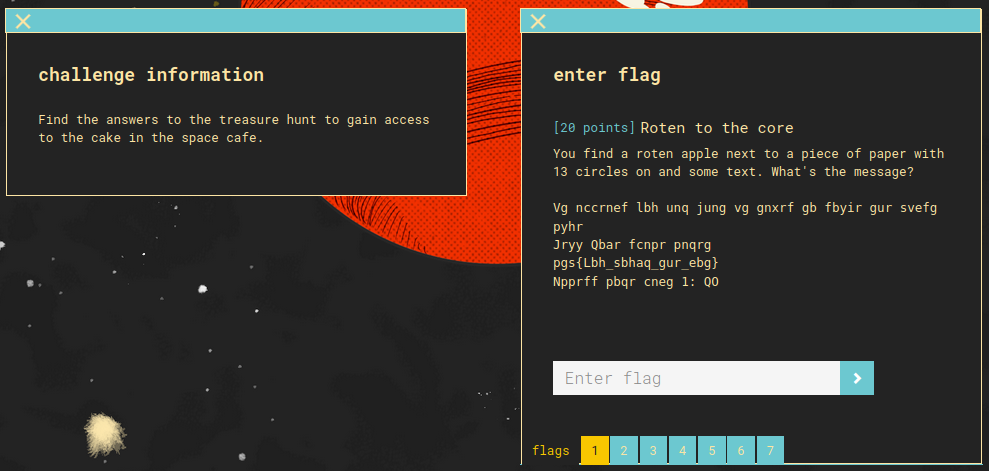 challenge information
Find the answers to the treasure hunt to gain access
to the cake in the space cafe.
enter flag
[20 points] Roten to the core
You find a roten apple next to a piece of paper with
13 circles on and some text. What's the message?
Vg nccrnef lbh unq jung vg gnxrf gb fbyir gur svefg
pyhr
Jryy Qbar fcnpr pnqrg
pgs{Lbh_sbhaq_gur_ebg}
Npprff pbqr cneg 1: QO
Enter flag
flags 1 2 3 4 5 6 7